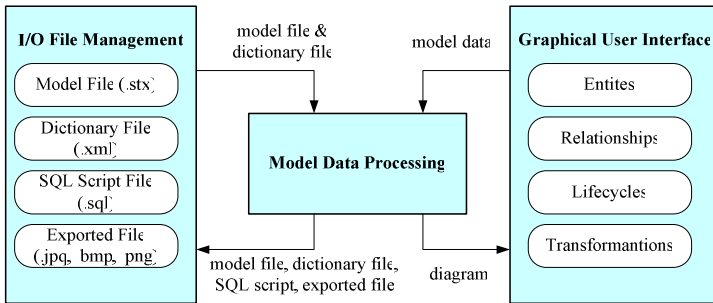 I/O File Management
Model File (.stx)
Dictionary File
(.xml)
SQL Script File
(.sql)
Exported File
(.jpq, bmp, png)
model file &
dictionary file
model data
Model Data Processing
model file, dictionary file,
SQL script, exported file
diagram
Graphical User Interface
Entites
Relationships
Lifecycles
Transformantions